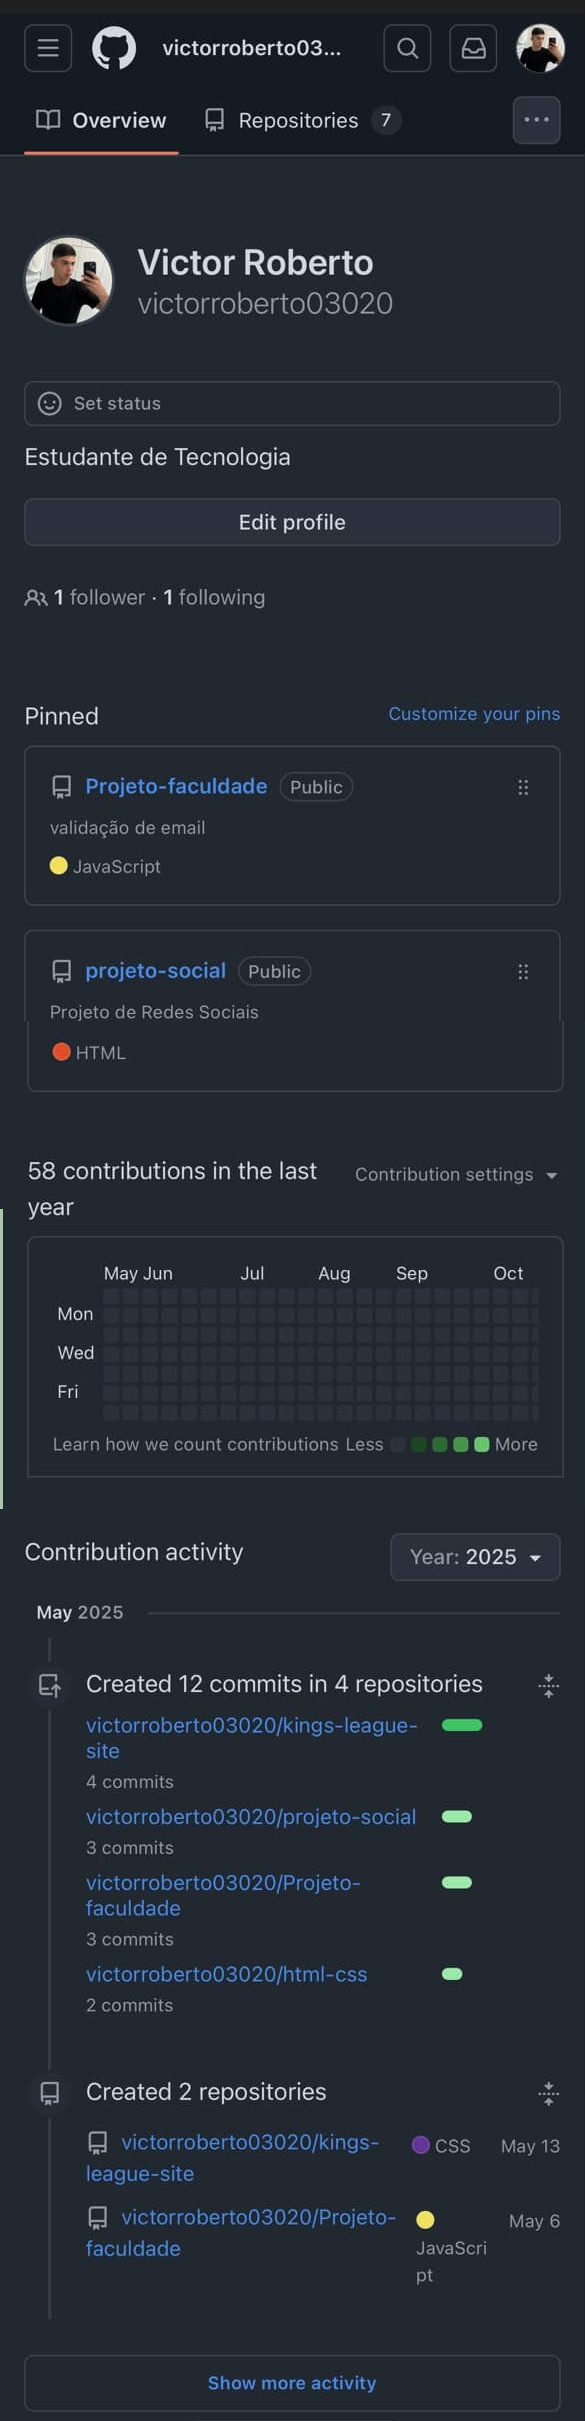 victorroberto03...
Overview
Repositories 7
Victor Roberto
victorroberto03020
Set status
Estudante de Tecnologia
Edit profile
1 follower · 1 following
Pinned
Customize your pins
Projeto-faculdade Public
validação de email
JavaScript
projeto-social Public
Projeto de Redes Sociais
HTML
58 contributions in the last
year
Contribution settings
May Jun Jul Aug Sep Oct
Mon
Wed
Fri
Learn how we count contributions Less More
Contribution activity
Year: 2025
May 2025
Created 12 commits in 4 repositories
victorroberto03020/kings-league-
site
4 commits
victorroberto03020/projeto-social
3 commits
victorroberto03020/Projeto-
faculdade
3 commits
victorroberto03020/html-css
2 commits
Created 2 repositories
victorroberto03020/kings-
league-site
CSS
May 13
victorroberto03020/Projeto-
faculdade
JavaScri
pt
May 6
Show more activity